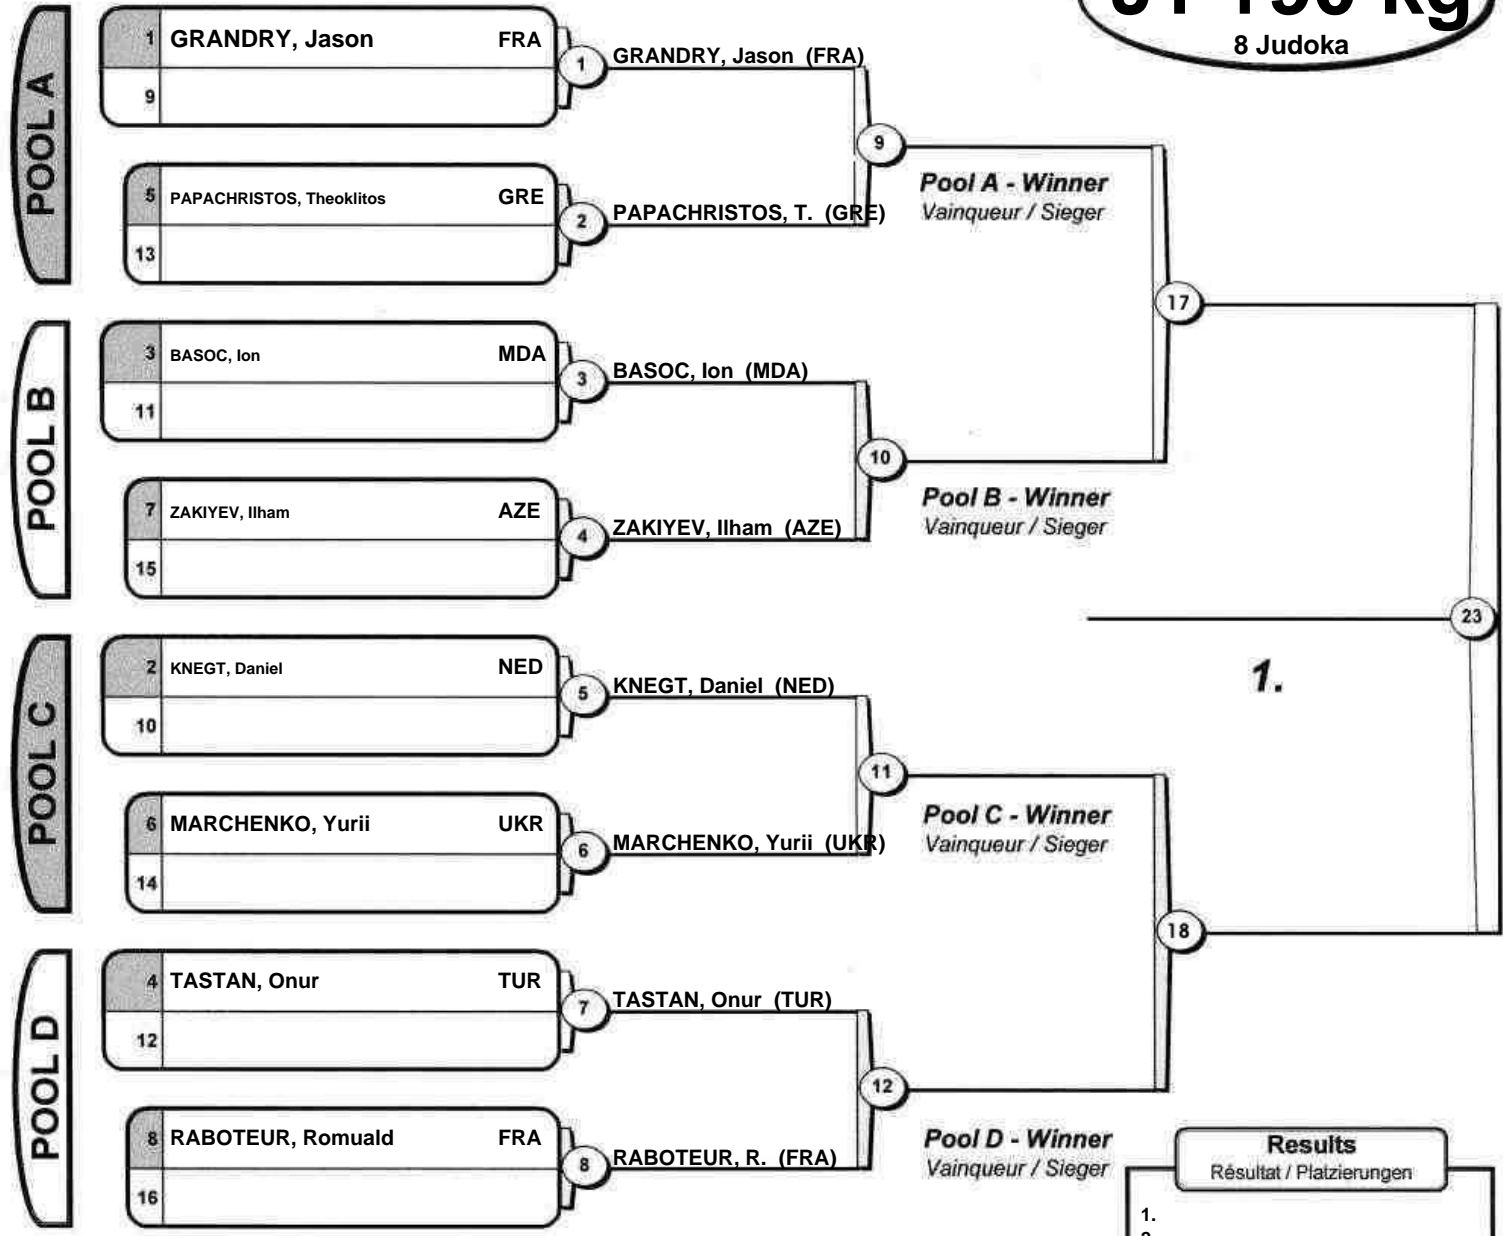 8 Judoka
POOL A
1 GRANDRY, Jason FRA
9
1
GRANDRY, Jason (FRA)
5 PAPACHRISTOS, Theoklitos GRE
13
2
PAPACHRISTOS, T. (GRE)
9
Pool A - Winner
Vainqueur / Sieger
POOL B
3 BASOC, Ion MDA
11
3
BASOC, Ion (MDA)
7 ZAKIYEV, Ilham AZE
15
4
ZAKIYEV, Ilham (AZE)
10
Pool B - Winner
Vainqueur / Sieger
17
POOL C
2 KNEGT, Daniel NED
10
5
KNEGT, Daniel (NED)
6 MARCHENKO, Yurii UKR
14
6
MARCHENKO, Yurii (UKR)
11
Pool C - Winner
Vainqueur / Sieger
POOL D
4 TASTAN, Onur TUR
12
7
TASTAN, Onur (TUR)
8 RABOTEUR, Romuald FRA
16
8
RABOTEUR, R. (FRA)
12
Pool D - Winner
Vainqueur / Sieger
18
23
1.
Results
Résultat / Platzierungen
1.